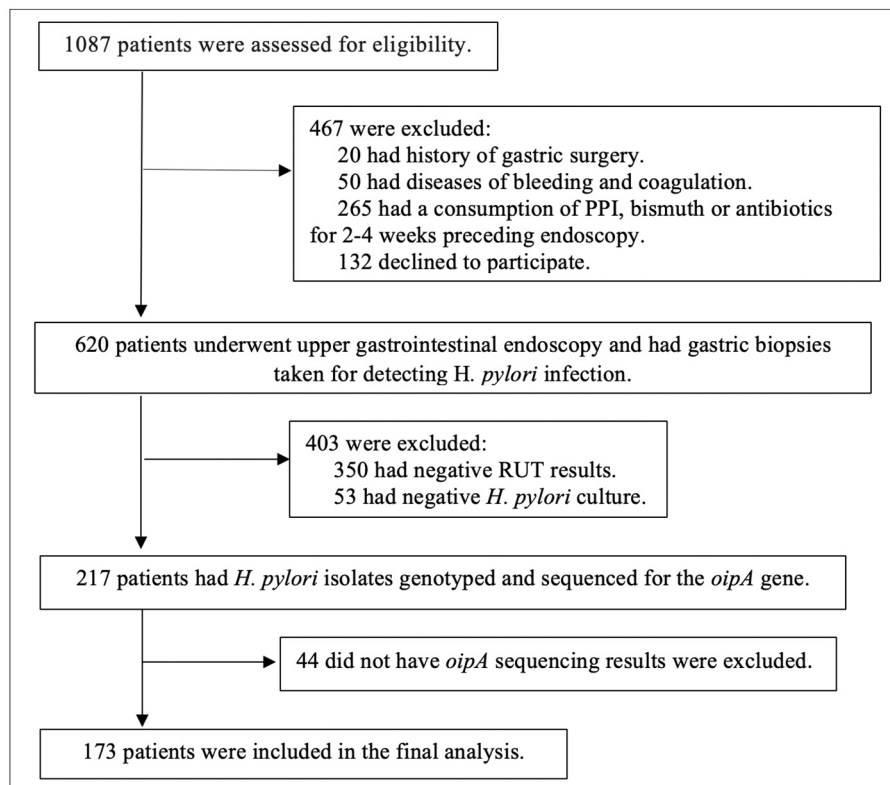 1087 patients were assessed for eligibility.
467 were excluded:
20 had history of gastric surgery.
50 had diseases of bleeding and coagulation.
265 had a consumption of PPI, bismuth or antibiotics
for 2-4 weeks preceding endoscopy.
132 declined to participate.
620 patients underwent upper gastrointestinal endoscopy and had gastric biopsies
taken for detecting H. pylori infection.
403 were excluded:
350 had negative RUT results.
53 had negative H. pylori culture.
217 patients had H. pylori isolates genotyped and sequenced for the oipA gene.
44 did not have oipA sequencing results were excluded.
173 patients were included in the final analysis.